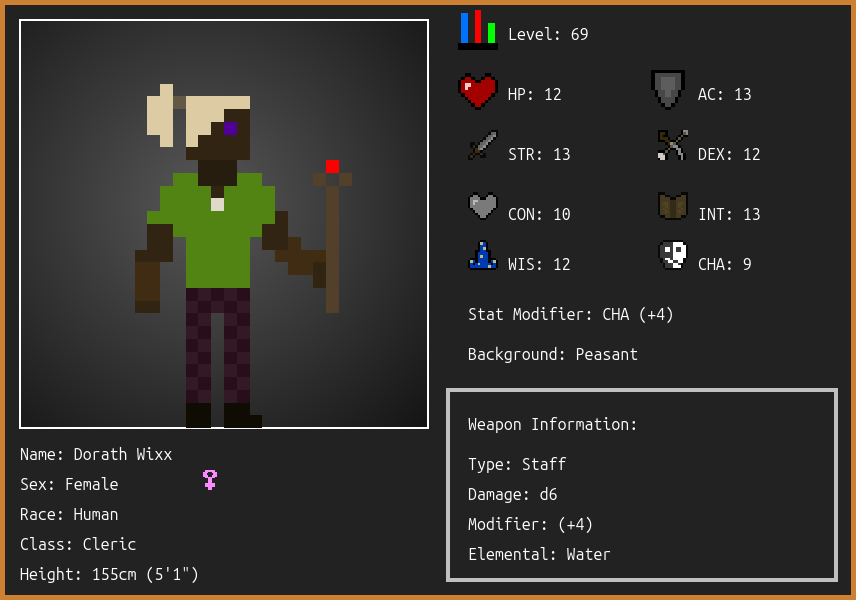 Level: 69
HP: 12
AC: 13
STR: 13
DEX: 12
CON: 10
INT: 13
WIS: 12
CHA: 9
Stat Modifier: CHA (+4)
Background: Peasant
Weapon Information:
Type: Staff
Damage: d6
Modifier: (+4)
Elemental: Water
Name: Dorath Wixx
Sex: Female
Race: Human
Class: Cleric
Height: 155cm (5'1")